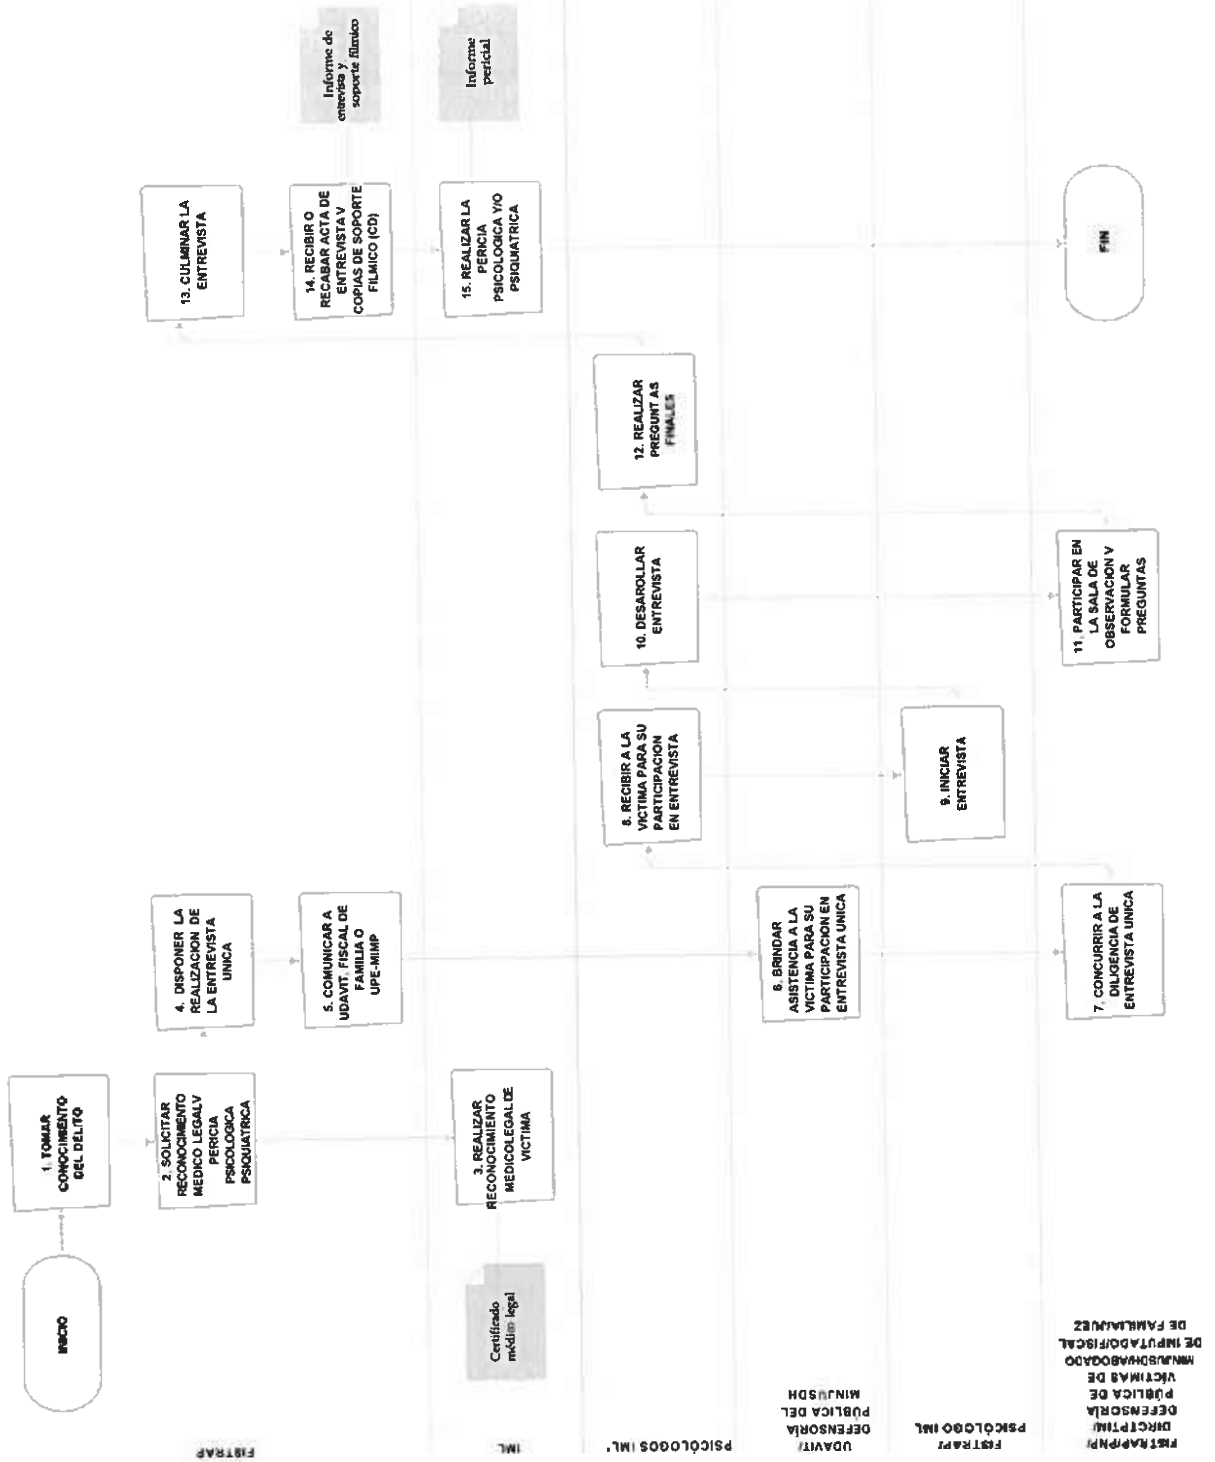 INICIO
1. TOMAR
CONOCIMIENTO
DEL DELITO
2. SOLICITAR
RECONOCIMIENTO
MEDICO LEGALV
PERICIA
PSICOLOGICA
PSIQUIATRICA
3. REALIZAR
RECONOCIMIENTO
MEDICOLEGAL DE
VICTIMA
Certificado
médico legal
4. DISPONER LA
REALIZACION DE
LA ENTREVISTA
UNICA
5. COMUNICAR A
UDAVIT. FISCAL DE
FAMILIA O
UPE-MIMP
6. BRINDAR
ASISTENCIA A LA
VICTIMA PARA SU
PARTICIPACION EN
ENTREVISTA UNICA
7. CONCURRIR A LA
DILIGENCIA DE
ENTREVISTA UNICA
8. RECIBIR A LA
VICTIMA PARA SU
PARTICIPACION
EN ENTREVISTA
9. INICIAR
ENTREVISTA
10. DESAROLLAR
ENTREVISTA
11. PARTICIPAR EN
LA SALA DE
OBSERVACION V
FORMULAR
PREGUNTAS
12. REALIZAR
PREGUNT AS
FINALES
13. CULMINAR LA
ENTREVISTA
14. RECIBIR O
RECABAR ACTA DE
ENTREVISTA V
COPIAS DE SOPORTE
FILMICO (CD)
Informe de
entrevista y
soporte filmico
15. REALIZAR LA
PERICIA
PSICOLOGICA Y/O
PSIQUIATRICA
Informe
pericial
FIN
FISTRAP
IML
PSICÓLOGOS IML'
UDAVIT/
DEFENSORÍA
PÚBLICA DEL
MINJUSDH
FISTRAP/
PSICÓLOGO IML
FISTRAP/PNP/
DIRCTPTIM/
DEFENSORÍA
PÚBLICA DE
VÍCTIMAS DE
MINJUSDH/ABOGADO
DE IMPUTADO/FISCAL
DE FAMILIA/JUEZ